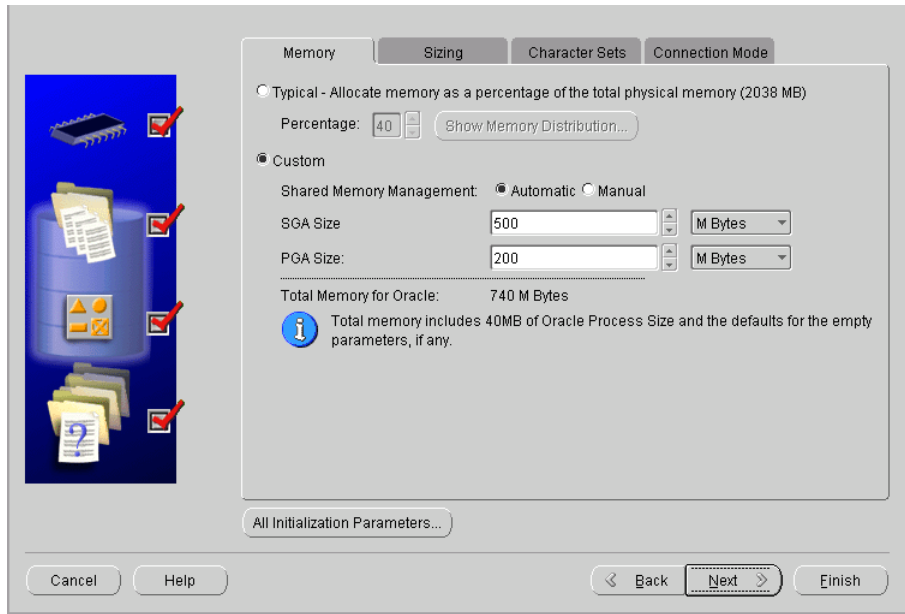 Memory
Sizing
Character Sets
Connection Mode
Typical - Allocate memory as a percentage of the total physical memory (2038 MB)
Percentage: 40 Show Memory Distribution...
Custom
Shared Memory Management: Automatic Manual
SGA Size 500 M Bytes
PGA Size: 200 M Bytes
Total Memory for Oracle: 740 M Bytes
Total memory includes 40MB of Oracle Process Size and the defaults for the empty
parameters, if any.
?
All Initialization Parameters...
Cancel
Help
Back
Next
Finish